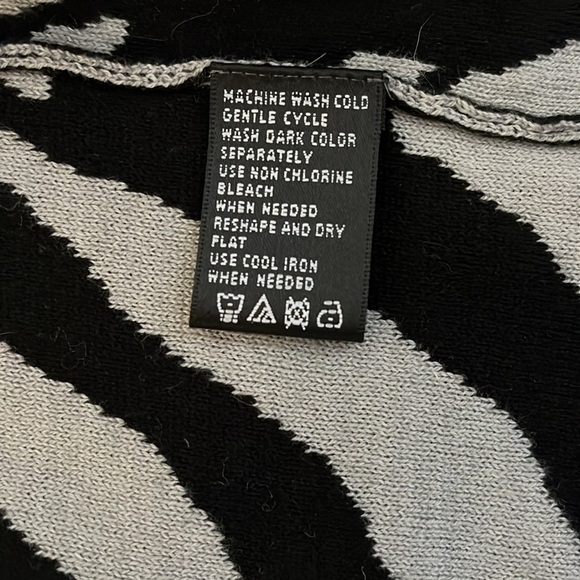 MACHINE WASH COLD
GENTLE CYCLE
WASH DARK COLOR
SEPARATELY
USE NON CHLORINE
BLEACH
WHEN NEEDED
RESHAPE AND DRY
FLAT
USE COOL IRON
WHEN NEEDED